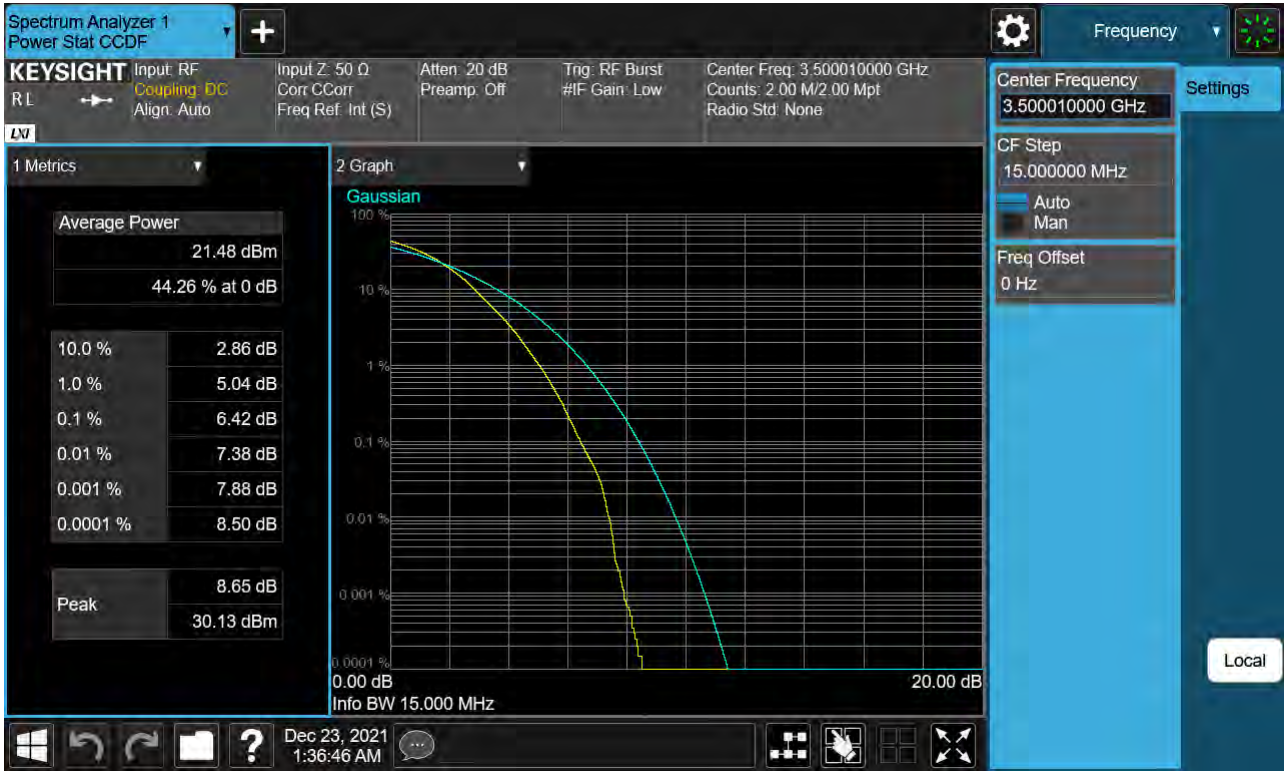 Spectrum Analyzer 1
Power Stat CCDF
Frequency
KEYSIGHT
RL
LXI
Input: RF
Coupling: DC
Align: Auto
Input Z: 50 Ω
Corr CCorr
Freq Ref: Int (S)
Atten: 20 dB
Preamp: Off
Trig: RF Burst
#IF Gain: Low
Center Freq: 3.500010000 GHz
Counts: 2.00 M/2.00 Mpt
Radio Std: None
Center Frequency
3.500010000 GHz
Settings
CF Step
15.000000 MHz
Auto
Man
Freq Offset
0 Hz
1 Metrics
Average Power
21.48 dBm
44.26 % at 0 dB
10.0 % 2.86 dB
1.0 % 5.04 dB
0.1 % 6.42 dB
0.01 % 7.38 dB
0.001 % 7.88 dB
0.0001 % 8.50 dB
Peak
8.65 dB
30.13 dBm
2 Graph
Gaussian
100 %
10 %
1 %
0.1 %
0.01 %
0.001 %
0.0001 %
0.00 dB 20.00 dB
Info BW 15.000 MHz
Local
?
Dec 23, 2021
1:36:46 AM